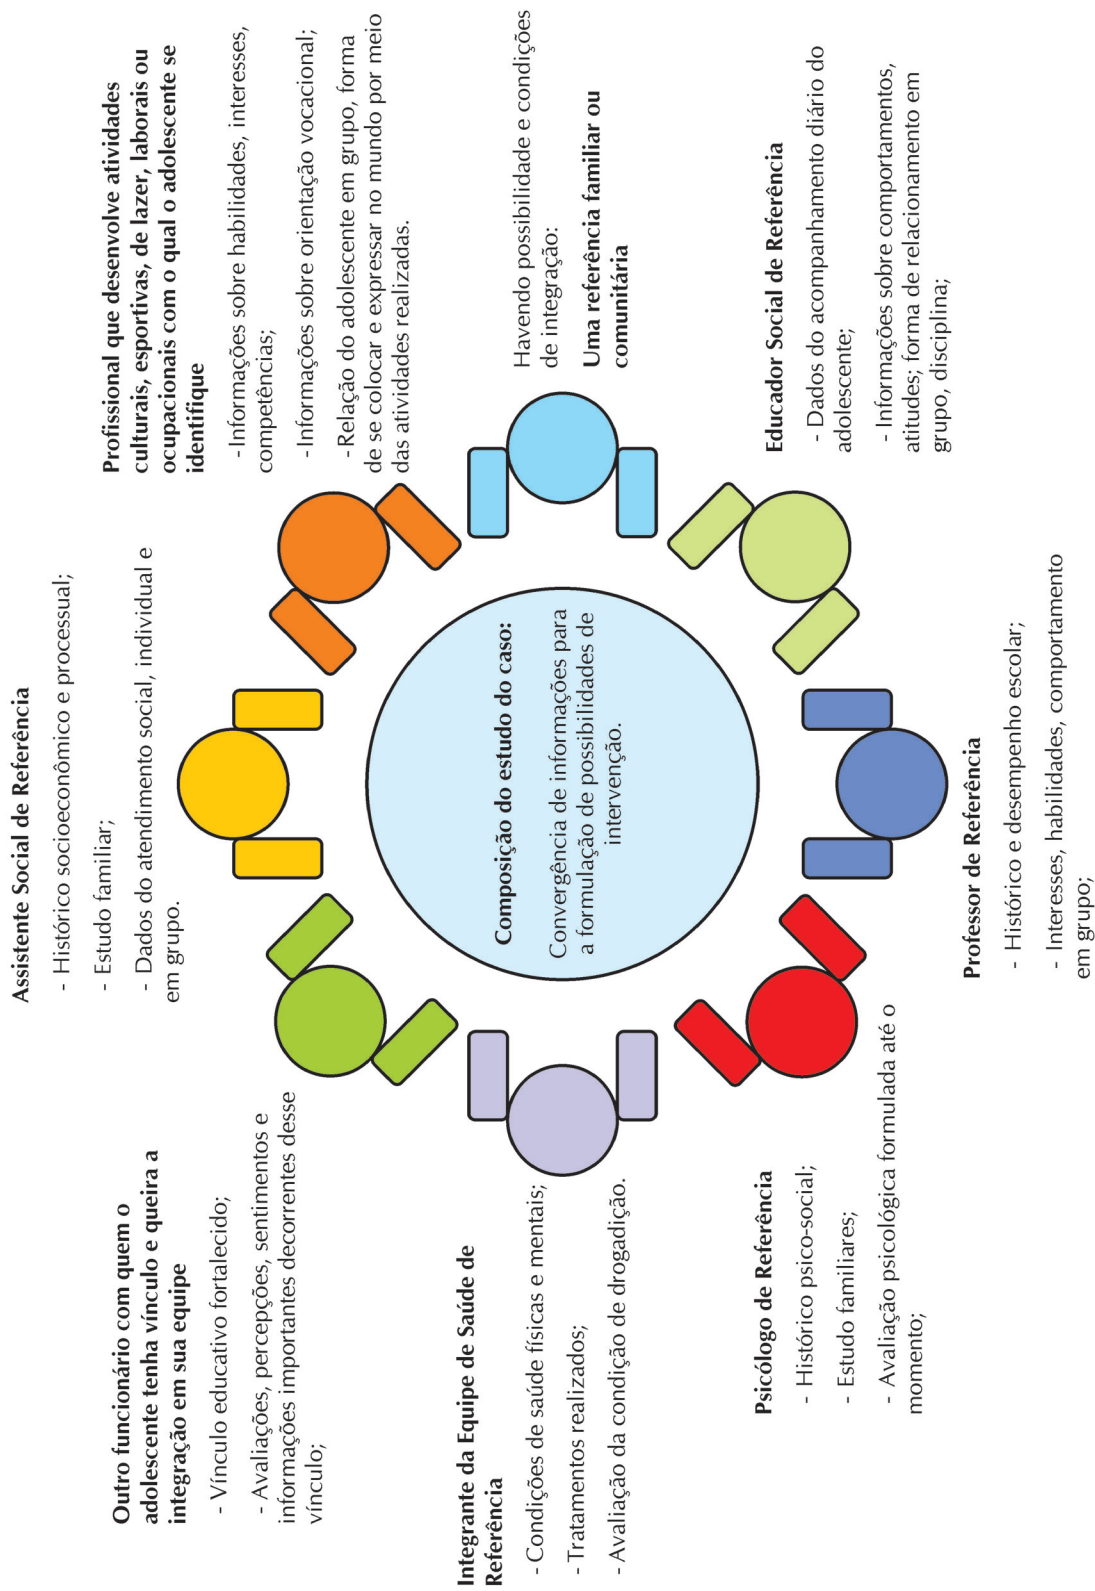 Assistente Social de Referência
- Histórico socioeconômico e processual;
- Estudo familiar;
- Dados do atendimento social, individual e
em grupo.
Profissional que desenvolve atividades
culturais, esportivas, de lazer, laborais ou
ocupacionais com o qual o adolescente se
identifique
- Informações sobre habilidades, interesses,
competências;
- Informações sobre orientação vocacional;
- Relação do adolescente em grupo, forma
de se colocar e expressar no mundo por meio
das atividades realizadas.
Havendo possibilidade e condições
de integração:
Uma referência familiar ou
comunitária
Educador Social de Referência
- Dados do acompanhamento diário do
adolescente;
- Informações sobre comportamentos,
atitudes; forma de relacionamento em
grupo, disciplina;
Professor de Referência
- Histórico e desempenho escolar;
- Interesses, habilidades, comportamento
em grupo;
Psicólogo de Referência
- Histórico psico-social;
- Estudo familiares;
- Avaliação psicológica formulada até o
momento;
Integrante da Equipe de Saúde de
Referência
- Condições de saúde físicas e mentais;
- Tratamentos realizados;
- Avaliação da condição de drogadição.
Outro funcionário com quem o
adolescente tenha vínculo e queira a
integração em sua equipe
- Vínculo educativo fortalecido;
- Avaliações, percepções, sentimentos e
informações importantes decorrentes desse
vínculo;
Composição do estudo do caso:
Convergência de informações para
a formulação de possibilidades de
intervenção.